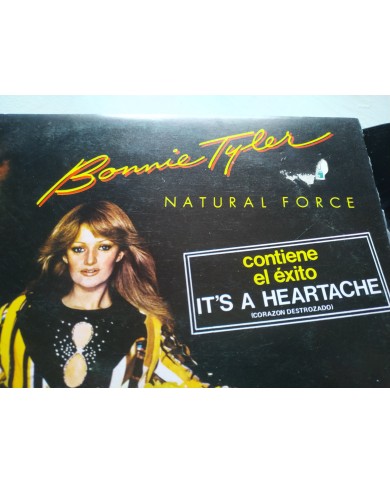 Bonnie Tyler
NATURAL FORCE
contiene
el éxito
IT'S A HEARTACHE
(CORAZON DESTROZADO)